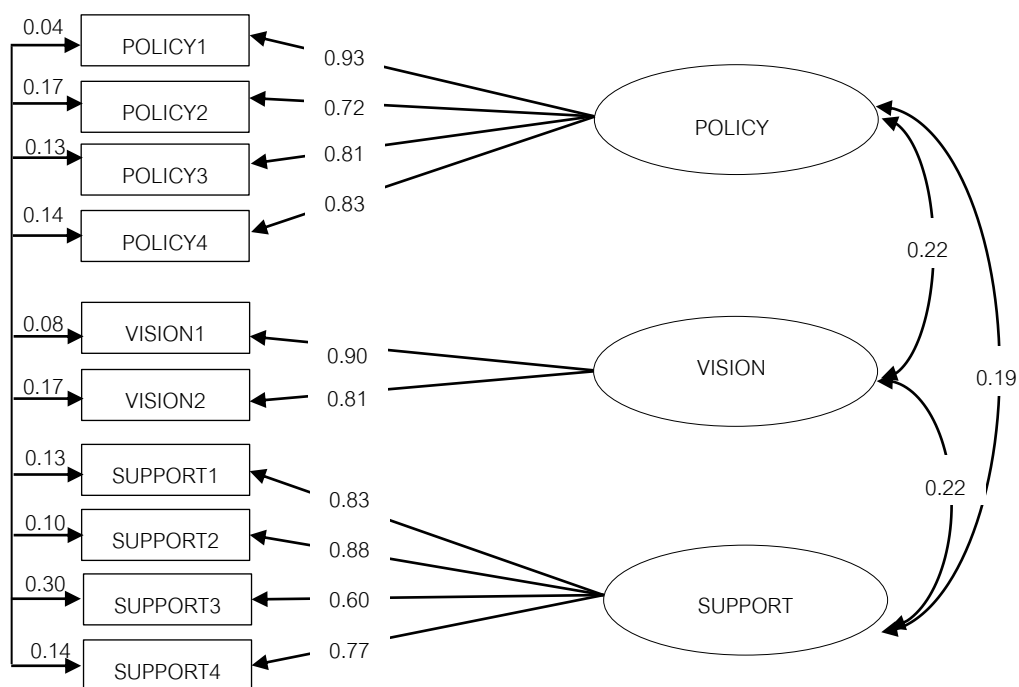 0.04
POLICY1
0.93
0.17
POLICY2
0.72
POLICY
0.13
POLICY3
0.81
0.14
POLICY4
0.83
0.22
0.08
VISION1
0.90
VISION
0.17
VISION2
0.81
0.19
0.13
SUPPORT1
0.83
0.22
0.10
SUPPORT2
0.88
0.30
SUPPORT3
0.60
SUPPORT
0.14
SUPPORT4
0.77